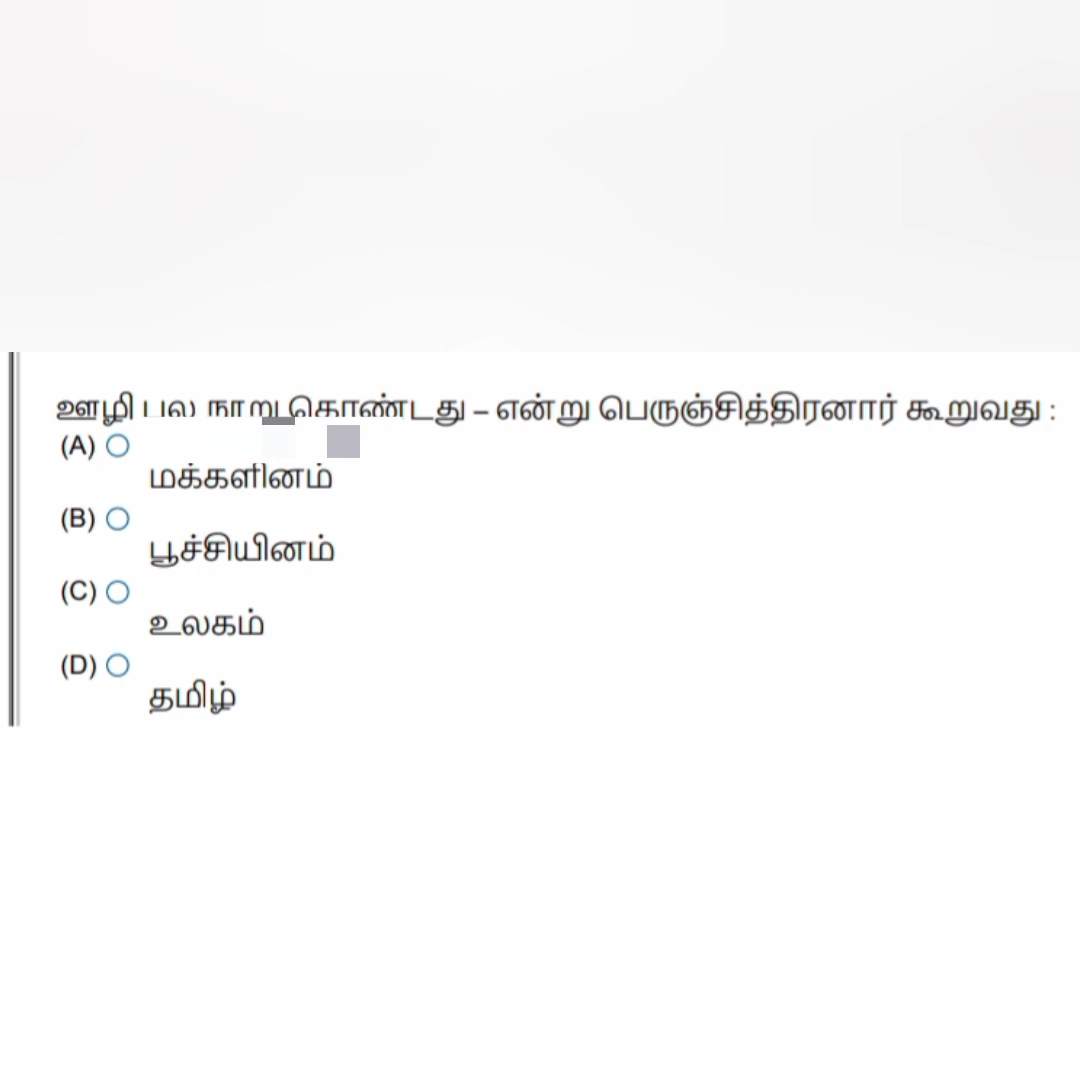 ஊழி பல நூறு கொண்டது – என்று பெருஞ்சித்திரனார் கூறுவது :
(A)
மக்களினம்
(B)
பூச்சியினம்
(C)
உலகம்
(D)
தமிழ்